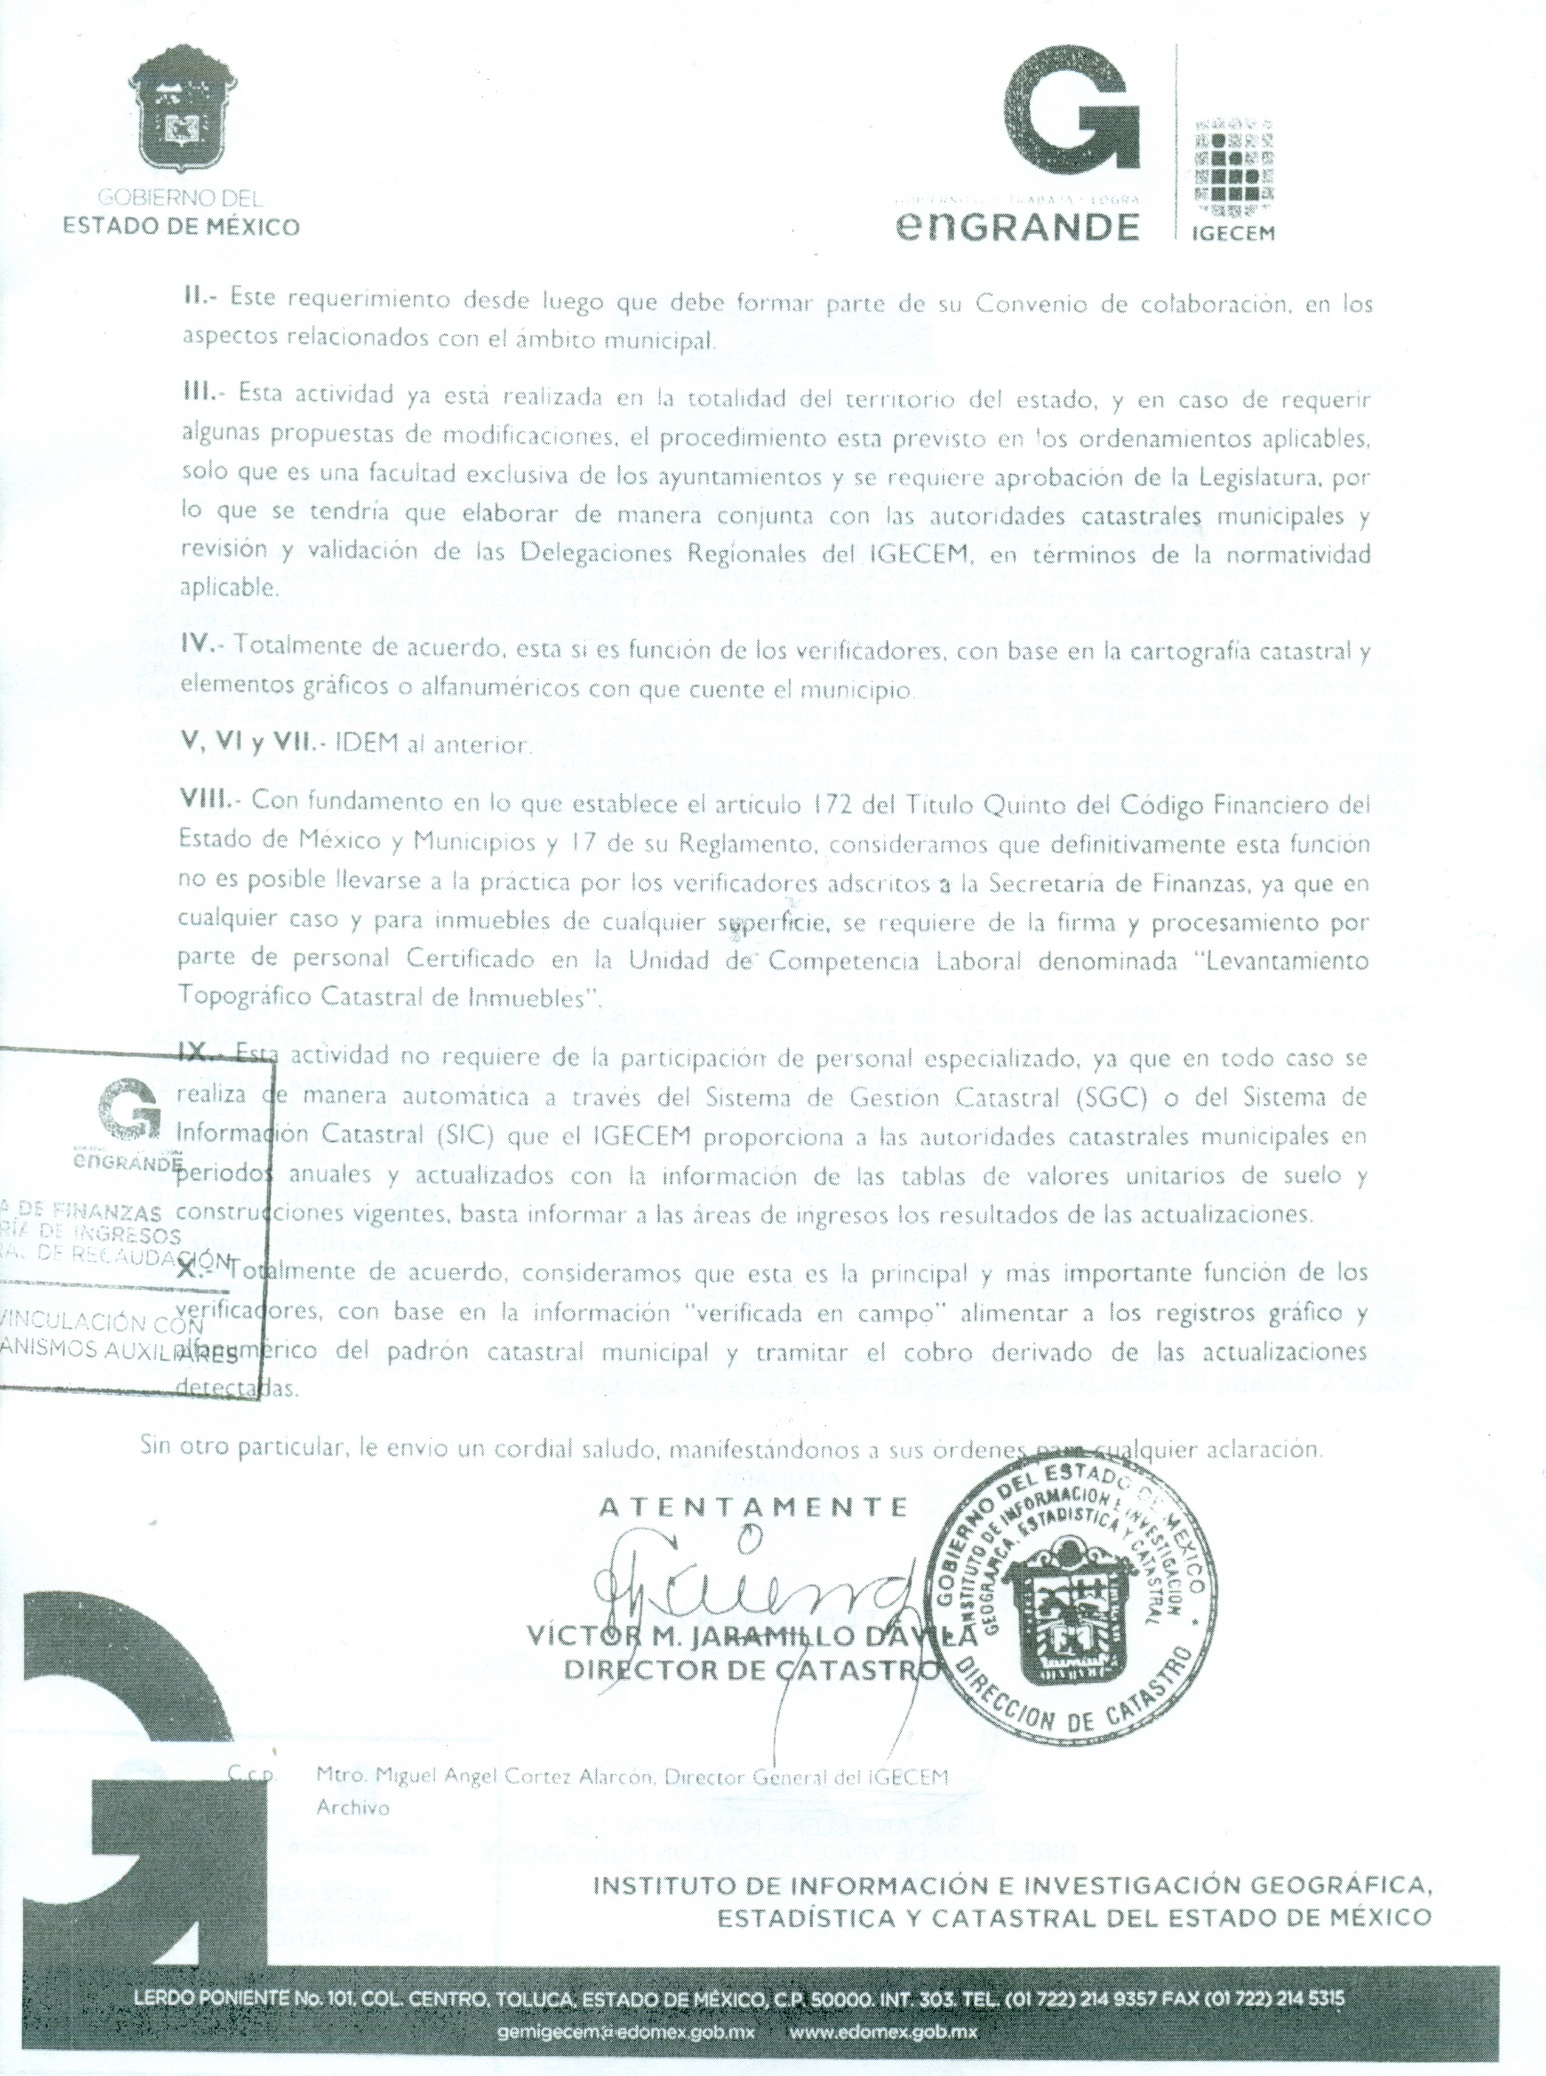 GOBIERNO DEL
ESTADO DE MÉXICO
enGRANDE
IGECEM
II.- Este requerimiento desde luego que debe formar parte de su Convenio de colaboración, en los
aspectos relacionados con el ámbito municipal.
III.- Esta actividad ya está realizada en la totalidad del territorio del estado, y en caso de requerir
algunas propuestas de modificaciones, el procedimiento esta previsto en los ordenamientos aplicables,
solo que es una facultad exclusiva de los ayuntamientos y se requiere aprobación de la Legislatura, por
lo que se tendría que elaborar de manera conjunta con las autoridades catastrales municipales y
revisión y validación de las Delegaciones Regionales del IGECEM, en términos de la normatividad
aplicable.
IV.- Totalmente de acuerdo, esta si es función de los verificadores, con base en la cartografía catastral y
elementos gráficos o alfanuméricos con que cuente el municipio.
V, VI y VII.- IDEM al anterior.
VIII.- Con fundamento en lo que establece el artículo 172 del Título Quinto del Código Financiero del
Estado de México y Municipios y 17 de su Reglamento, consideramos que definitivamente esta función
no es posible llevarse a la práctica por los verificadores adscritos a la Secretaría de Finanzas, ya que en
cualquier caso y para inmuebles de cualquier superficie, se requiere de la firma y procesamiento por
parte de personal Certificado en la Unidad de Competencia Laboral denominada "Levantamiento
Topográfico Catastral de Inmuebles".
IX.- Esta actividad no requiere de la participación de personal especializado, ya que en todo caso se
realiza de manera automática a través del Sistema de Gestión Catastral (SGC) o del Sistema de
Información Catastral (SIC) que el IGECEM proporciona a las autoridades catastrales municipales en
periodos anuales y actualizados con la información de las tablas de valores unitarios de suelo y
construcciones vigentes, basta informar a las áreas de ingresos los resultados de las actualizaciones.
X.- Totalmente de acuerdo, consideramos que esta es la principal y más importante función de los
verificadores, con base en la información "verificada en campo" alimentar a los registros gráfico y
alfanumérico del padrón catastral municipal y tramitar el cobro derivado de las actualizaciones
detectadas.
enGRANDE
A DE FINANZAS
RÍA DE INGRESOS
RAL DE RECAUDACIÓN
VINCULACIÓN CON
ANISMOS AUXILIARES
Sin otro particular, le envío un cordial saludo, manifestándonos a sus órdenes para cualquier aclaración.
ATENTAMENTE
VÍCTOR M. JARAMILLO DÁVILA
DIRECTOR DE CATASTRO
GOBIERNO DEL ESTADO DE MEXICO
INSTITUTO DE INFORMACION E INVESTIGACION
GEOGRAFICA, ESTADISTICA Y CATASTRAL
DIRECCION DE CATASTRO
C.c.p. Mtro. Miguel Angel Cortez Alarcón, Director General del IGECEM
Archivo
INSTITUTO DE INFORMACIÓN E INVESTIGACIÓN GEOGRÁFICA,
ESTADÍSTICA Y CATASTRAL DEL ESTADO DE MÉXICO
LERDO PONIENTE No. 101, COL. CENTRO, TOLUCA, ESTADO DE MÉXICO, C.P. 50000. INT. 303. TEL. (01 722) 214 9357 FAX (01 722) 214 5315
gemigecem@edomex.gob.mx www.edomex.gob.mx